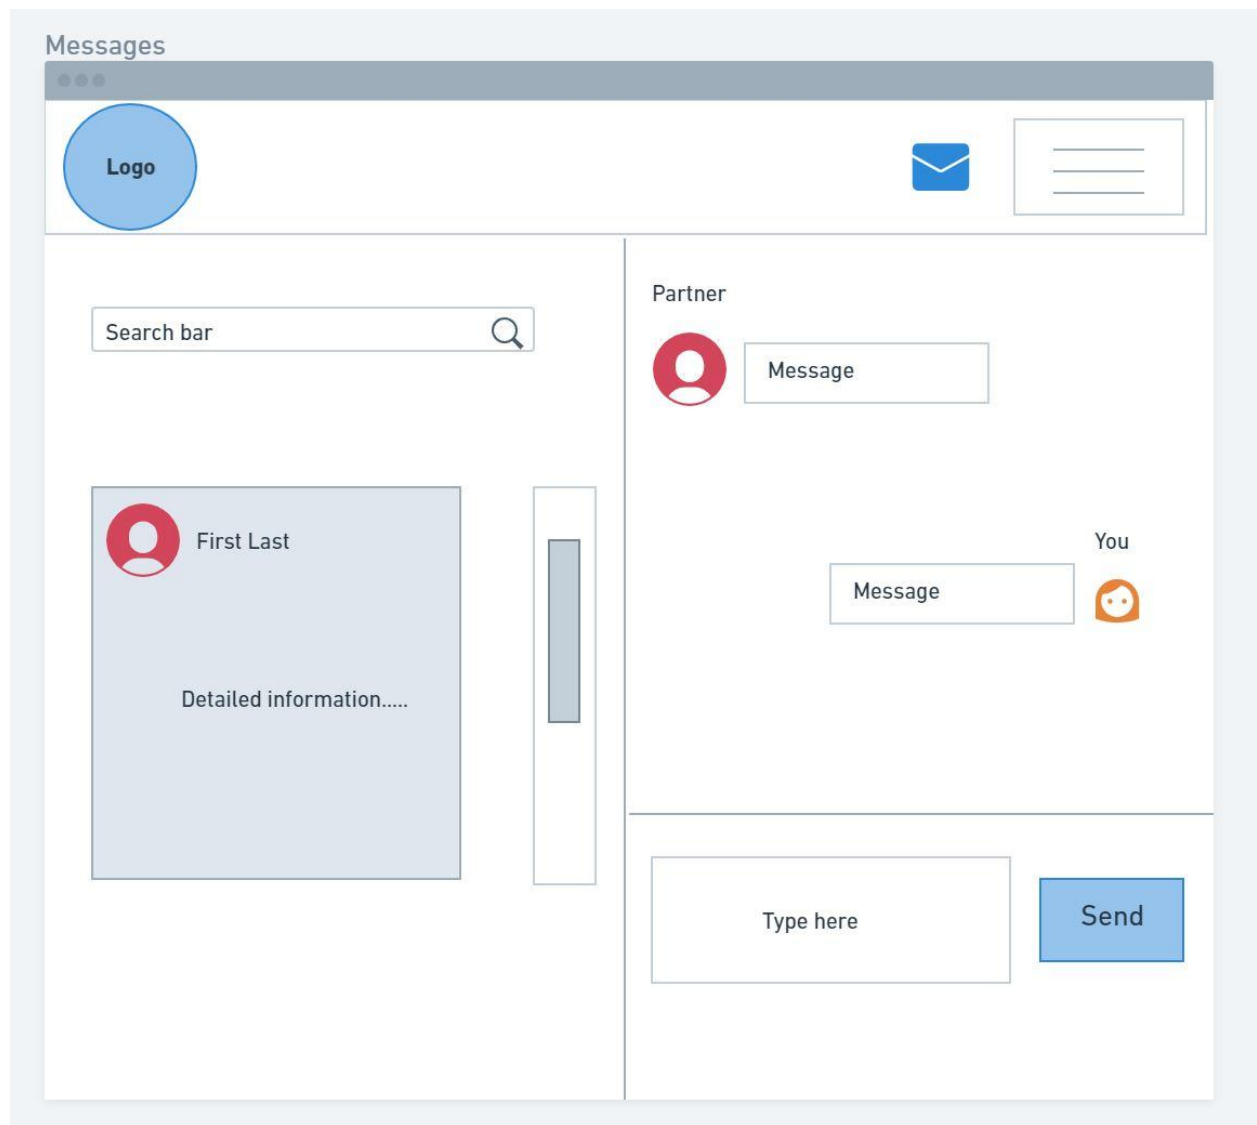 Messages
Logo
Search bar
First Last
Detailed information.....
Partner
Message
You
Message
Type here
Send